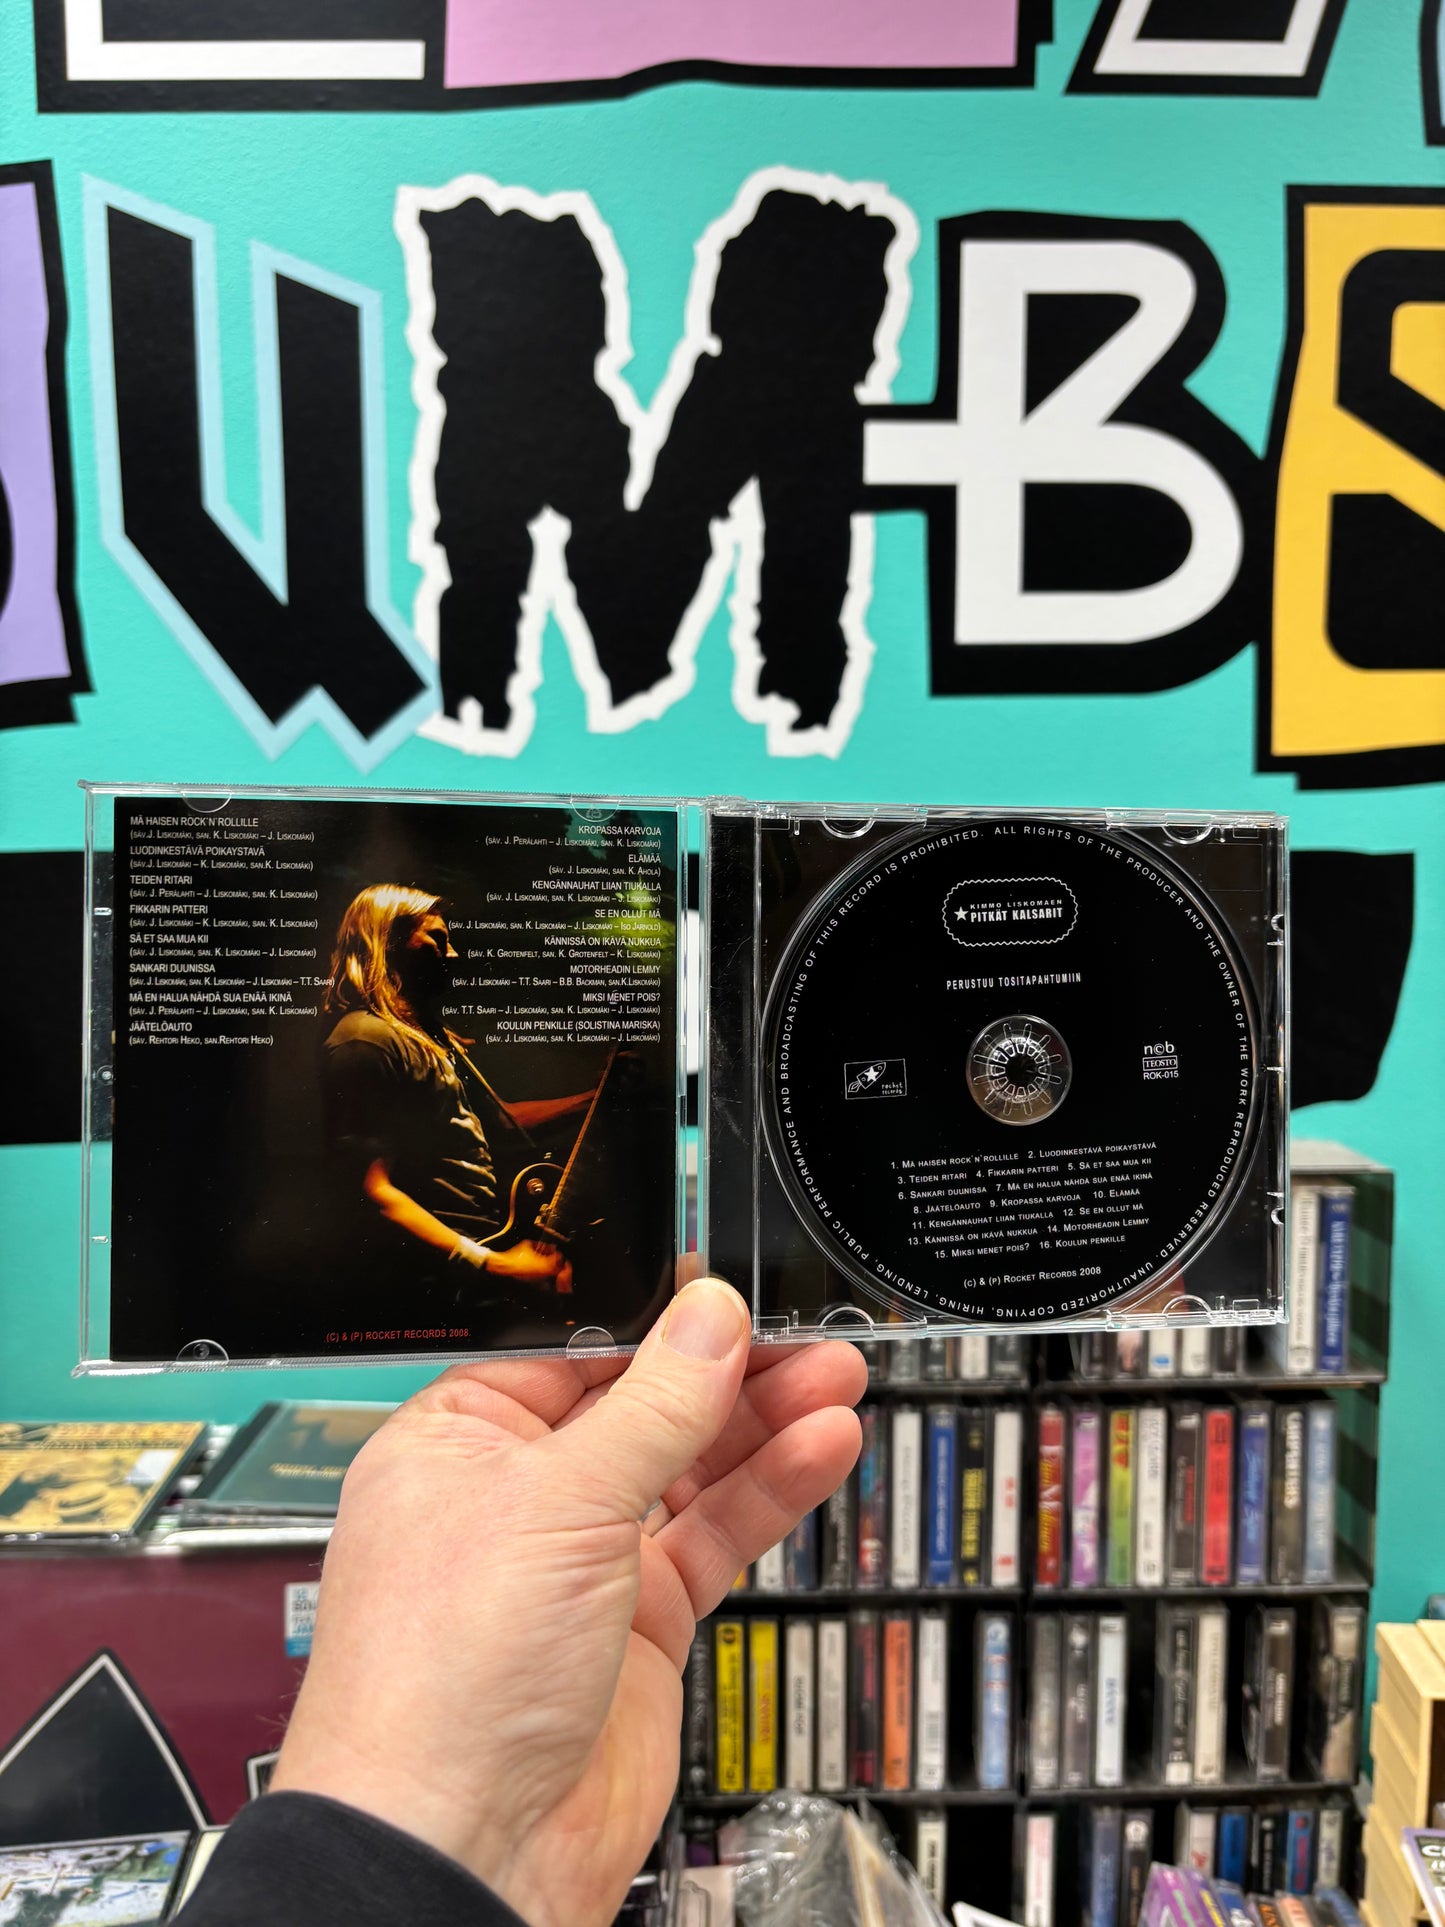 UMBS
MÄ HAISEN ROCK´N´ROLLILLE
(säv.J. Liskomäki, san. K. Liskomäki – J. Liskomäki)
LUODINKESTÄVÄ POIKAYSTÄVÄ
(säv.J. Liskomäki – K. Liskomäki, san.K. Liskomäki)
TEIDEN RITARI
(säv. J. Perälahti – J. Liskomäki, san. K. Liskomäki)
FIKKARIN PATTERI
(säv. J. Liskomäki – K. Liskomäki, san. K. Liskomäki)
SÄ ET SAA MUA KII
(säv. J. Liskomäki, san. K. Liskomäki – J. Liskomäki)
SANKARI DUUNISSA
(säv. J. Liskomäki, san. K. Liskomäki – J. Liskomäki – T.T. Saari)
MÄ EN HALUA NÄHDÄ SUA ENÄÄ IKINÄ
(säv. J. Perälahti – J. Liskomäki, san. K. Liskomäki)
JÄÄTELÖAUTO
(säv. Rehtori Heko, san.Rehtori Heko)
KROPASSA KARVOJA
(säv. J. Perälahti – J. Liskomäki, san. K. Liskomäki)
ELÄMÄÄ
(säv. J. Liskomäki, san. K. Ahola)
KENGÄNNAUHAT LIIAN TIUKALLA
(säv. J. Liskomäki, san. K. Liskomäki – J. Liskomäki)
SE EN OLLUT MÄ
(säv. J. Liskomäki, san. K. Liskomäki – J. Liskomäki – Iso Jarnold)
KÄNNISSÄ ON IKÄVÄ NUKKUA
(säv. K. Grotenfelt, san. K. Grotenfelt – K. Liskomäki)
MOTORHEADIN LEMMY
(säv. J. Liskomäki – T.T. Saari – B.B. Backman, san.K.Liskomäki)
MIKSI MENET POIS?
(säv. T.T. Saari – J. Liskomäki, san. K. Liskomäki – J. Liskomäki)
KOULUN PENKILLE (SOLISTINA MARISKA)
(säv. J. Liskomäki, san. K. Liskomäki – J. Liskomäki)
(C) & (P) ROCKET RECORDS 2008.
ALL RIGHTS OF THE PRODUCER AND THE OWNER OF THE WORK REPRODUCED RESERVED. UNAUTHORIZED COPYING, HIRING, LENDING, PUBLIC PERFORMANCE AND BROADCASTING OF THIS RECORD IS PROHIBITED.
KIMMO LISKOMAEN
PITKÄT KALSARIT
PERUSTUU TOSITAPAHTUMIIN
rocket
records
n©b
TEOSTO
ROK-015
1. Mä haisen rock´n´rollille 2. Luodinkestävä poikaystävä
3. Teiden ritari 4. Fikkarin patteri 5. Sä et saa mua kii
6. Sankari duunissa 7. Mä en halua nähdä sua enää ikinä
8. Jäätelöauto 9. Kropassa karvoja 10. Elämää
11. Kengännauhat liian tiukalla 12. Se en ollut mä
13. Kännissä on ikävä nukkua 14. Motorheadin Lemmy
15. Miksi menet pois? 16. Koulun penkille
(c) & (p) Rocket Records 2008
CARPENTERS